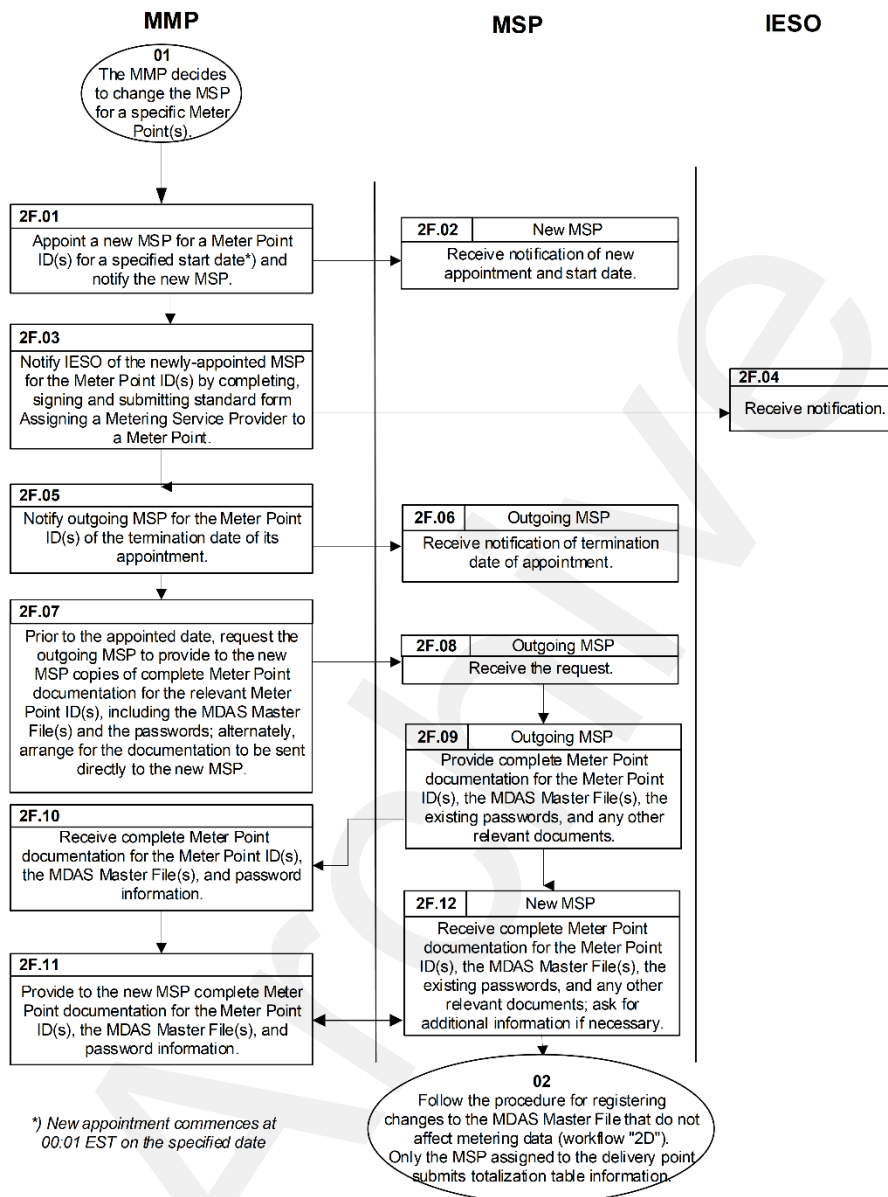 MMP
MSP
IESO
01
The MMP decides
to change the MSP
for a specific Meter
Point(s).
2F.01
Appoint a new MSP for a Meter Point
ID(s) for a specified start date*) and
notify the new MSP.
2F.02
New MSP
Receive notification of new
appointment and start date.
2F.03
Notify IESO of the newly-appointed MSP
for the Meter Point ID(s) by completing,
signing and submitting standard form
Assigning a Metering Service Provider to
a Meter Point.
2F.04
Receive notification.
2F.05
Notify outgoing MSP for the Meter Point
ID(s) of the termination date of its
appointment.
2F.06
Outgoing MSP
Receive notification of termination
date of appointment.
2F.07
Prior to the appointed date, request the
outgoing MSP to provide to the new
MSP copies of complete Meter Point
documentation for the relevant Meter
Point ID(s), including the MDAS Master
File(s) and the passwords; alternately,
arrange for the documentation to be sent
directly to the new MSP.
2F.08
Outgoing MSP
Receive the request.
2F.09
Outgoing MSP
Provide complete Meter Point
documentation for the Meter Point
ID(s), the MDAS Master File(s), the
existing passwords, and any other
relevant documents.
2F.10
Receive complete Meter Point
documentation for the Meter Point ID(s),
the MDAS Master File(s), and password
information.
2F.12
New MSP
Receive complete Meter Point
documentation for the Meter Point
ID(s), the MDAS Master File(s), the
existing passwords, and any other
relevant documents; ask for
additional information if necessary.
2F.11
Provide to the new MSP complete Meter
Point documentation for the Meter Point
ID(s), the MDAS Master File(s), and
password information.
02
Follow the procedure for registering
changes to the MDAS Master File that do not
affect metering data (workflow "2D").
Only the MSP assigned to the delivery point
submits totalization table information.
*) New appointment commences at
00:01 EST on the specified date
Archive